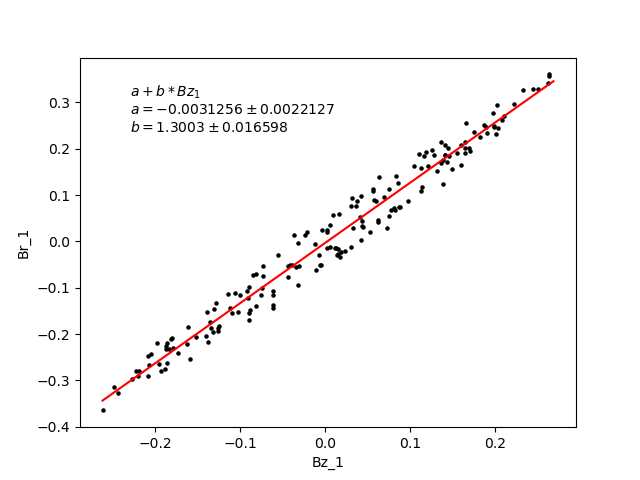 a + b * Bz₁
a = −0.0031256 ± 0.0022127
b = 1.3003 ± 0.016598
0.3
0.2
0.1
0.0
−0.1
−0.2
−0.3
−0.4
Br_1
−0.2 −0.1 0.0 0.1 0.2
Bz_1